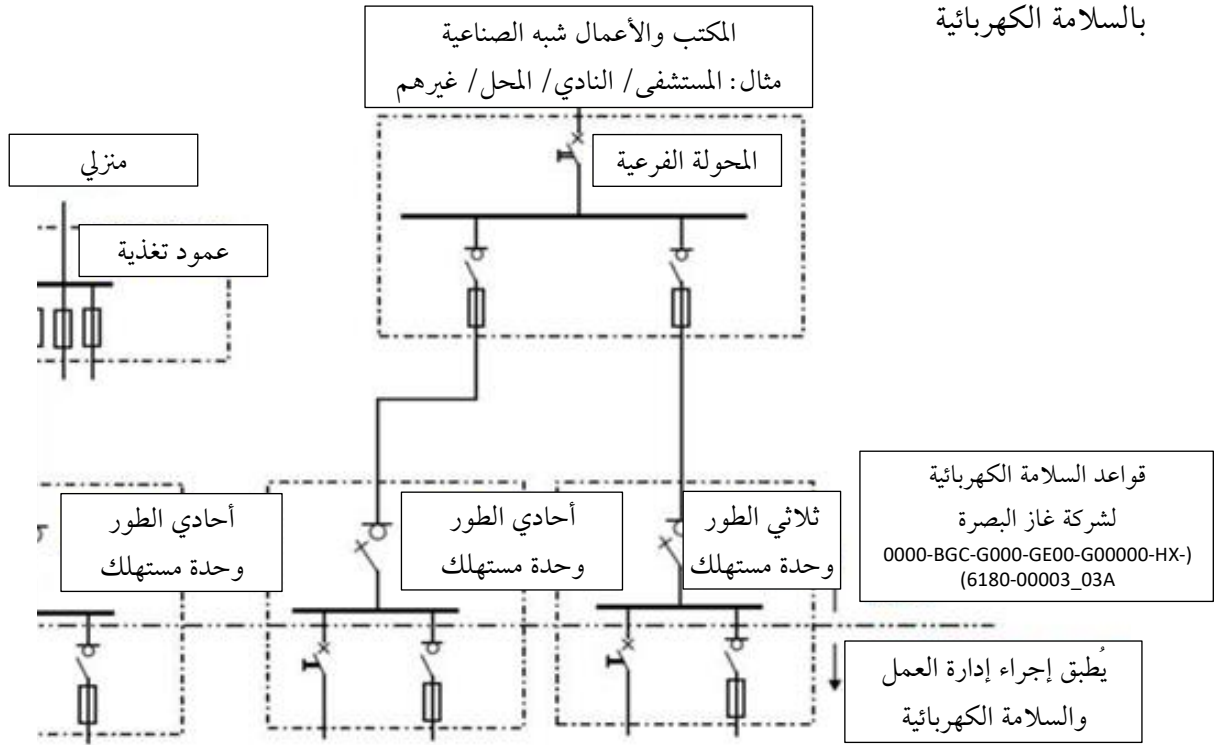 بالسلامة الكهربائية
المكتب والأعمال شبه الصناعية
مثال: المستشفى/ النادي/ المحل/ غيرهم
المحولة الفرعية
منزلي
عمود تغذية
قواعد السلامة الكهربائية
لشركة غاز البصرة
0000-BGC-G000-GE00-G00000-HX-)
(6180-00003_03A
ثلاثي الطور
وحدة مستهلك
أحادي الطور
وحدة مستهلك
أحادي الطور
وحدة مستهلك
يُطبق إجراء إدارة العمل
والسلامة الكهربائية